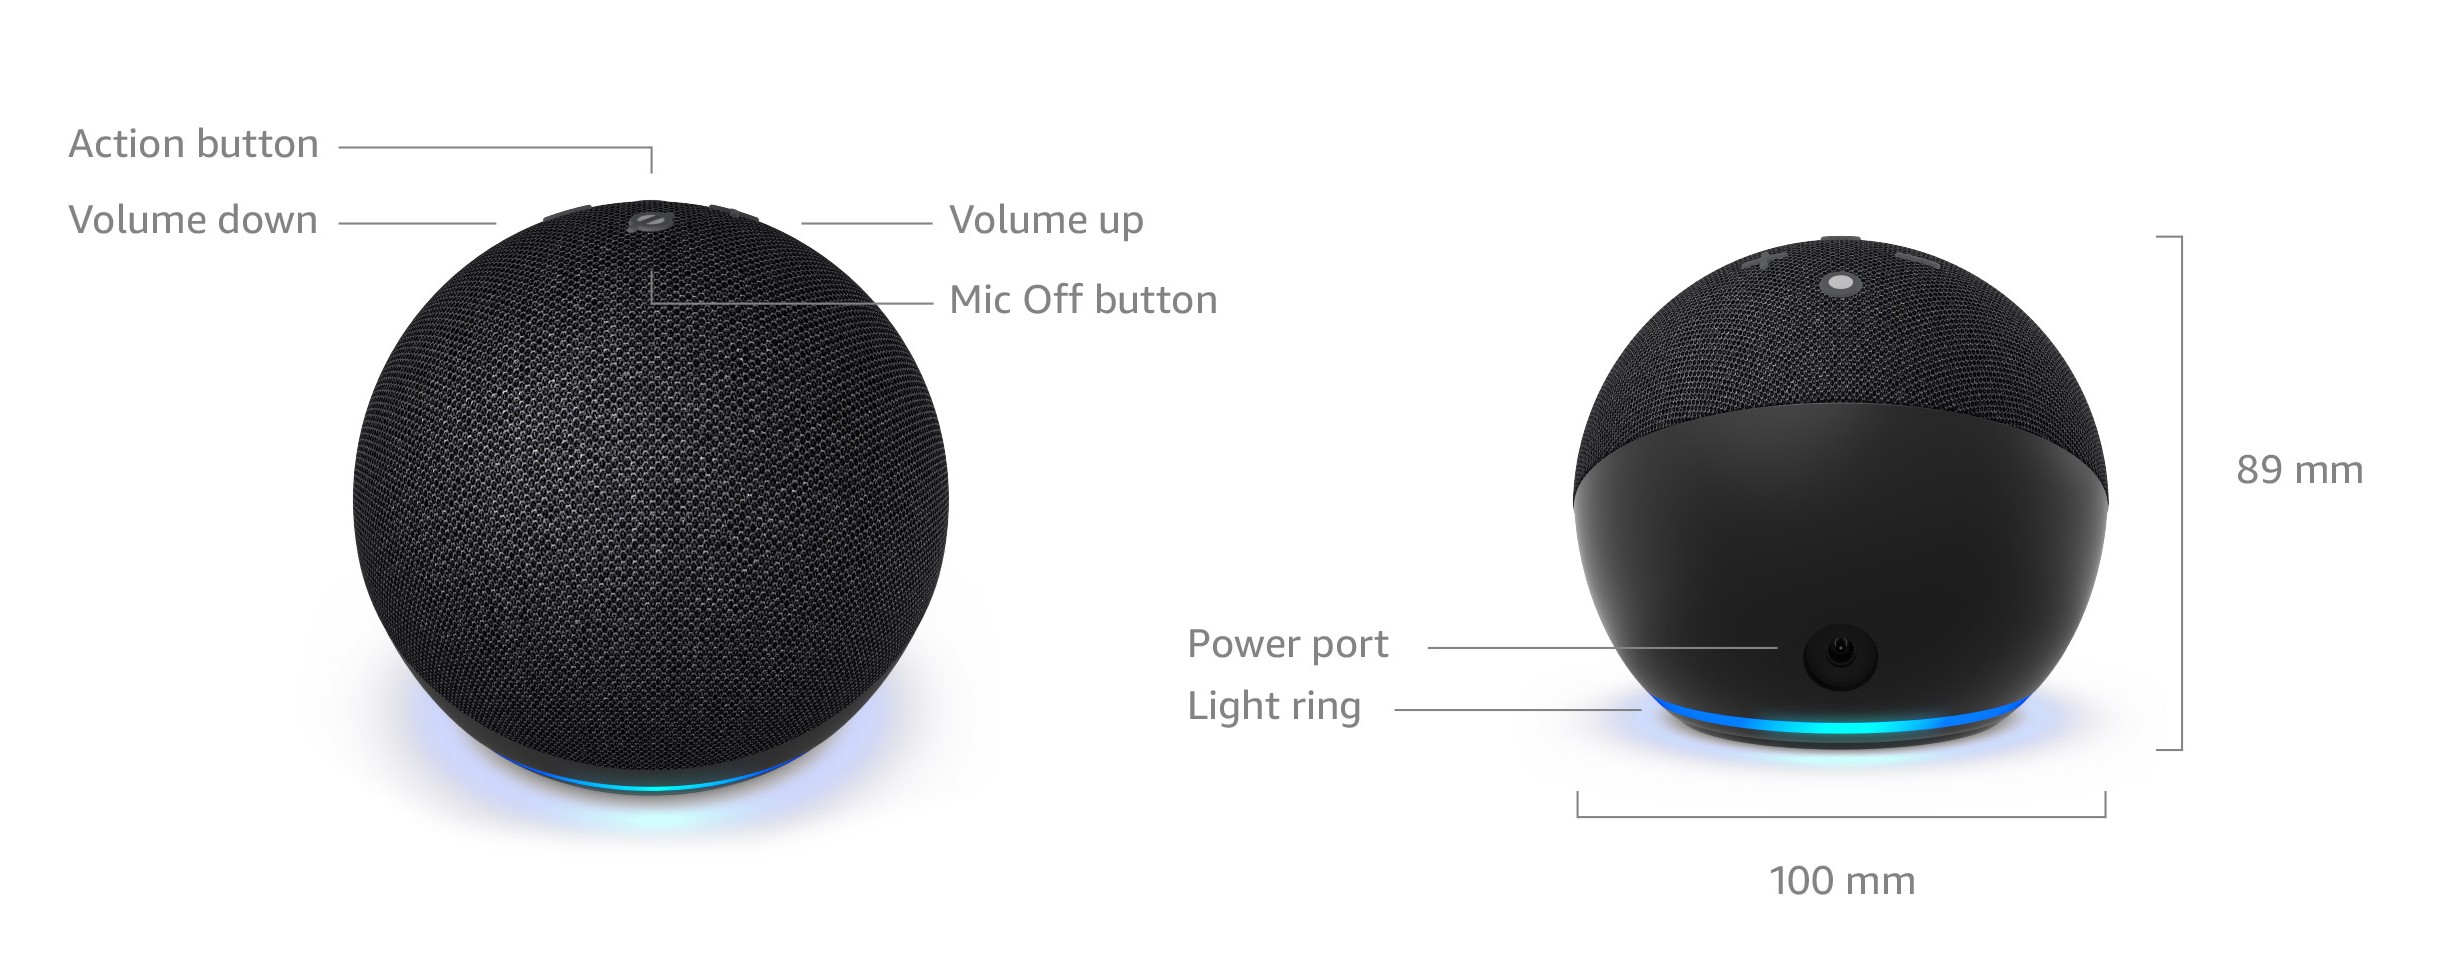 Action button
Volume down
Volume up
Mic Off button
Power port
Light ring
89 mm
100 mm